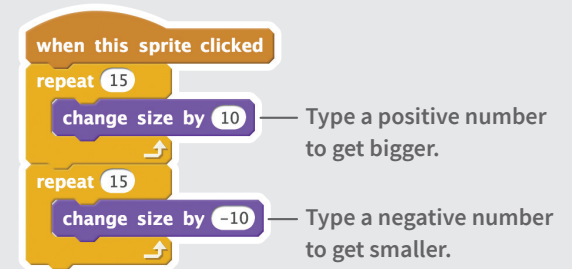 when this sprite clicked
repeat 15
change size by 10
Type a positive number
to get bigger.
repeat 15
change size by -10
Type a negative number
to get smaller.